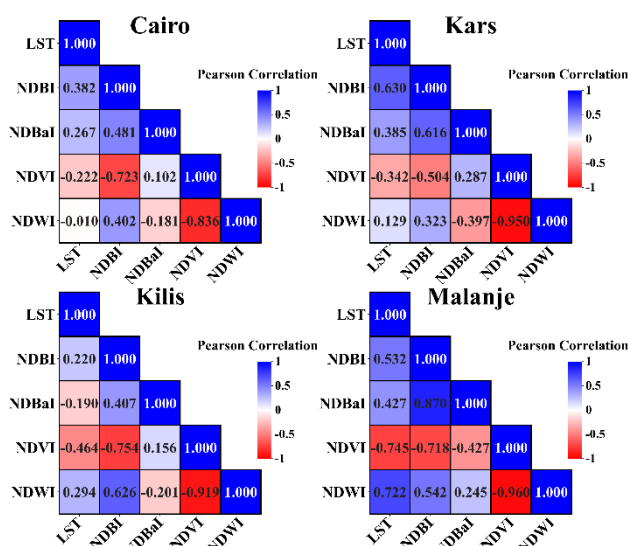 Cairo
LST 1.000
Pearson Correlation
NDBI 0.382 1.000
1
0.5
NDBaI 0.267 0.481 1.000
0
-0.5
NDVI -0.222 -0.723 0.102 1.000
-1
NDWI -0.010 0.402 -0.181 -0.836 1.000
LST NDBI NDBaI NDVI NDWI
Kars
LST 1.000
Pearson Correlation
NDBI 0.630 1.000
1
0.5
NDBaI 0.385 0.616 1.000
0
-0.5
NDVI -0.342 -0.504 0.287 1.000
-1
NDWI 0.129 0.323 -0.397 -0.950 1.000
LST NDBI NDBaI NDVI NDWI
Kilis
LST 1.000
Pearson Correlation
NDBI 0.220 1.000
1
0.5
NDBaI -0.190 0.407 1.000
0
-0.5
NDVI -0.464 -0.754 0.156 1.000
-1
NDWI 0.294 0.626 -0.201 -0.919 1.000
LST NDBI NDBaI NDVI NDWI
Malanje
LST 1.000
Pearson Correlation
NDBI 0.532 1.000
1
0.5
NDBaI 0.427 0.870 1.000
0
-0.5
NDVI -0.745 -0.718 -0.427 1.000
-1
NDWI 0.722 0.542 0.245 -0.960 1.000
LST NDBI NDBaI NDVI NDWI